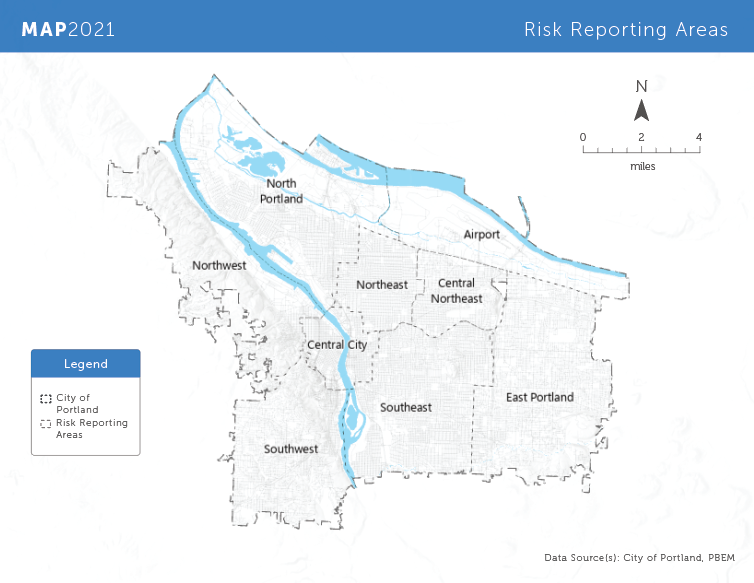 MAP2021
Risk Reporting Areas
N
0 2 4
miles
North
Portland
Airport
Northwest
Northeast
Central
Northeast
Central City
East Portland
Southeast
Southwest
Legend
City of
Portland
Risk Reporting
Areas
Data Source(s): City of Portland, PBEM